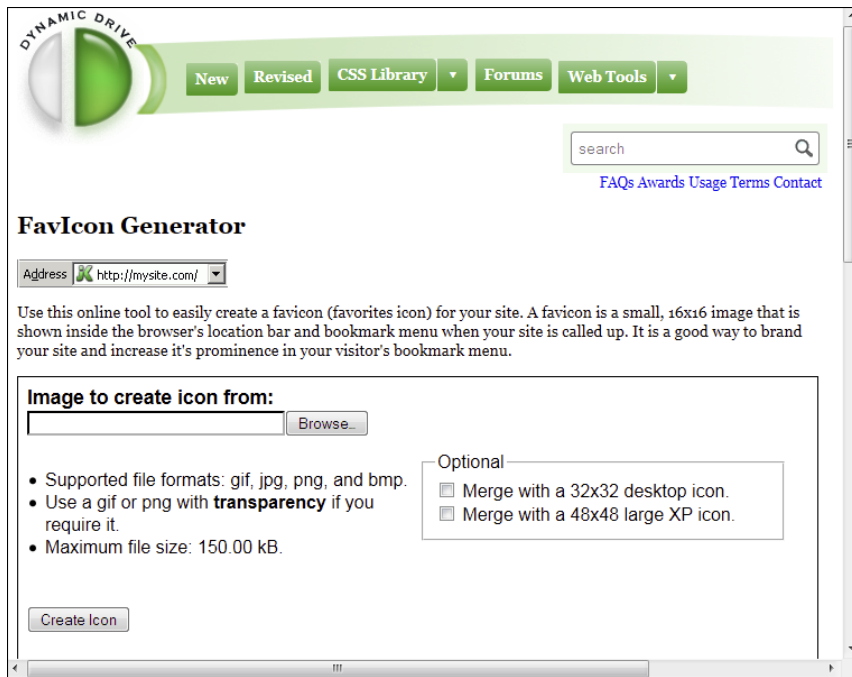 DYNAMIC DRIVE
New Revised CSS Library Forums Web Tools
search
FAQs Awards Usage Terms Contact
FavIcon Generator
Address http://mysite.com/
Use this online tool to easily create a favicon (favorites icon) for your site. A favicon is a small, 16x16 image that is
shown inside the browser's location bar and bookmark menu when your site is called up. It is a good way to brand
your site and increase it's prominence in your visitor's bookmark menu.
Image to create icon from:
Browse...
• Supported file formats: gif, jpg, png, and bmp.
• Use a gif or png with transparency if you
require it.
• Maximum file size: 150.00 kB.
Optional
Merge with a 32x32 desktop icon.
Merge with a 48x48 large XP icon.
Create Icon